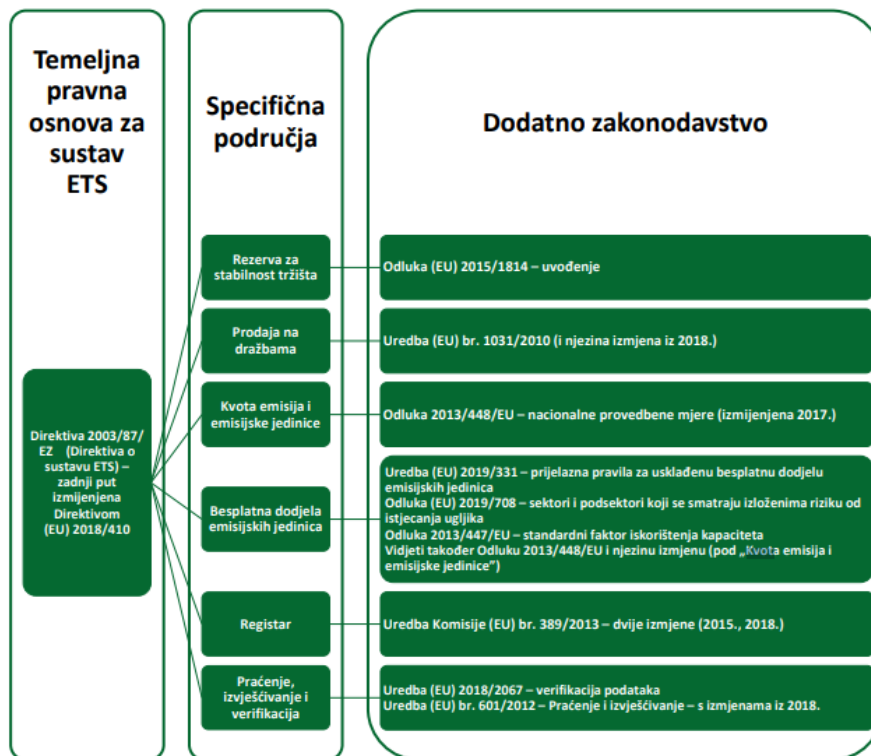 Temeljna
pravna
osnova za
sustav
ETS
Specifična
područja
Dodatno zakonodavstvo
Direktiva 2003/87/
EZ (Direktiva o
sustavu ETS) –
zadnji put
izmijenjena
Direktivom
(EU) 2018/410
Rezerva za
stabilnost tržišta
Odluka (EU) 2015/1814 – uvođenje
Prodaja na
dražbama
Uredba (EU) br. 1031/2010 (i njezina izmjena iz 2018.)
Kvota emisija i
emisijske jedinice
Odluka 2013/448/EU – nacionalne provedbene mjere (izmijenjena 2017.)
Besplatna dodjela
emisijskih jedinica
Uredba (EU) 2019/331 – prijelazna pravila za usklađenu besplatnu dodjelu
emisijskih jedinica
Odluka (EU) 2019/708 – sektori i podsektori koji se smatraju izloženima riziku od
istjecanja ugljika
Odluka 2013/447/EU – standardni faktor iskorištenja kapaciteta
Vidjeti također Odluku 2013/448/EU i njezinu izmjenu (pod „Kvota emisija i
emisijske jedinice”)
Registar
Uredba Komisije (EU) br. 389/2013 – dvije izmjene (2015., 2018.)
Praćenje,
izvješćivanje i
verifikacija
Uredba (EU) 2018/2067 – verifikacija podataka
Uredba (EU) br. 601/2012 – Praćenje i izvješćivanje – s izmjenama iz 2018.